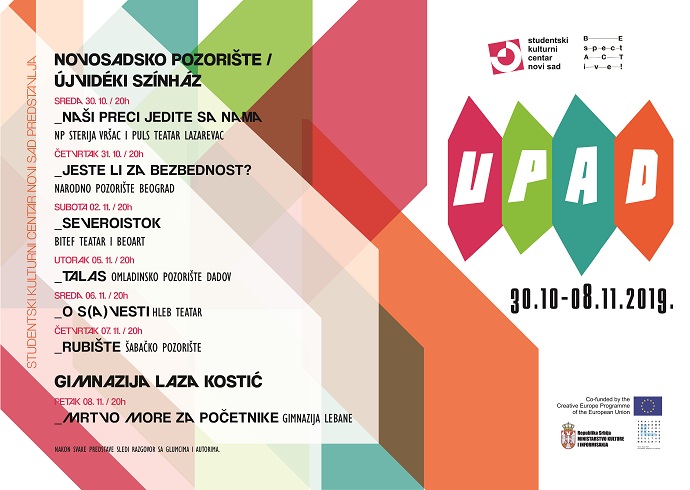 STUDENTSKI KULTURNI CENTAR NOVI SAD PREDSTAVLJA
NOVOSADSKO POZORIŠTE /
ÚJVIDÉKI SZÍNHÁZ
SREDA 30.10. / 20h
_NAŠI PRECI JEDITE SA NAMA
NP STERIJA VRŠAC I PULS TEATAR LAZAREVAC
ČETVRTAK 31.10. / 20h
_JESTE LI ZA BEZBEDNOST?
NARODNO POZORIŠTE BEOGRAD
SUBOTA 02.11. / 20h
_SEVEROISTOK
BITEF TEATAR I BEOART
UTORAK 05.11. / 20h
_TALAS OMLADINSKO POZORIŠTE DADOV
SREDA 06.11. / 20h
_O S(A)VESTI HLEB TEATAR
ČETVRTAK 07.11. / 20h
_RUBIŠTE ŠABAČKO POZORIŠTE
GIMNAZIJA LAZA KOSTIĆ
PETAK 08.11. / 20h
_MRTVO MORE ZA POČETNIKE GIMNAZIJA LEBANE
NAKON SVAKE PREDSTAVE SLEDI RAZGOVOR SA GLUMCIMA I AUTORIMA.
studentski
kulturni
centar
novi sad
B E
spect
ACT
ive!
UPAD
30.10-08.11.2019.
Co-funded by the
Creative Europe Programme
of the European Union
Republika Srbija
MINISTARSTVO KULTURE
I INFORMISANJA